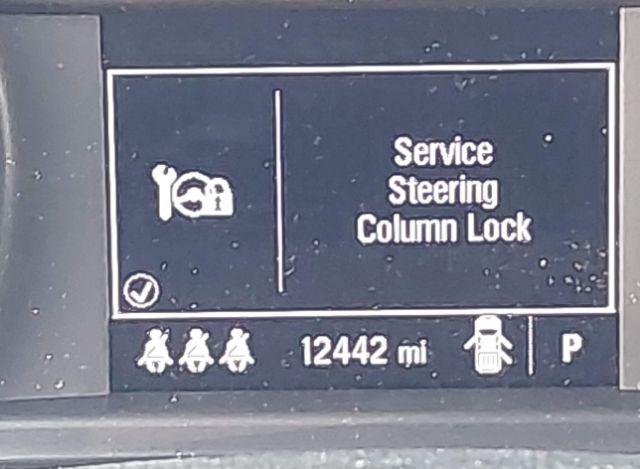 Service
Steering
Column Lock
12442 mi
P